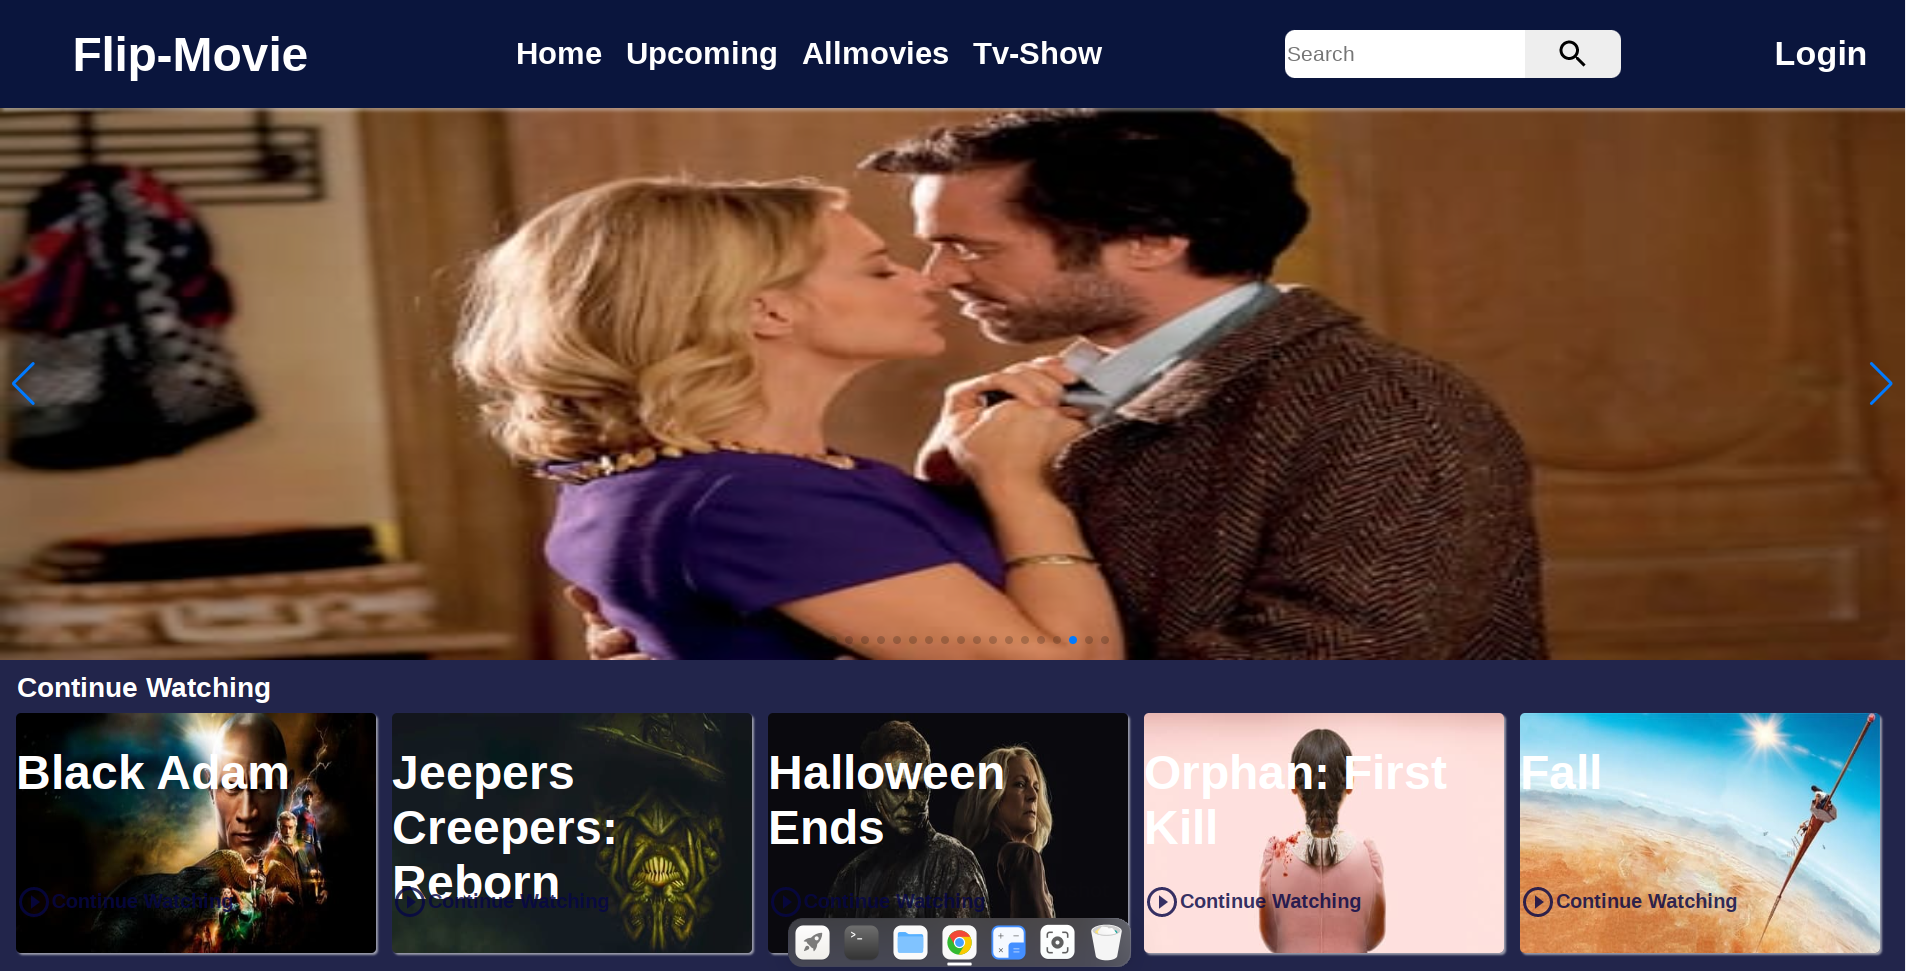 Flip-Movie
Home Upcoming Allmovies Tv-Show
Search
Login
Continue Watching
Black Adam
Continue Watching
Jeepers
Creepers:
Reborn
Continue Watching
Halloween
Ends
Continue Watching
Orphan: First
Kill
Continue Watching
Fall
Continue Watching